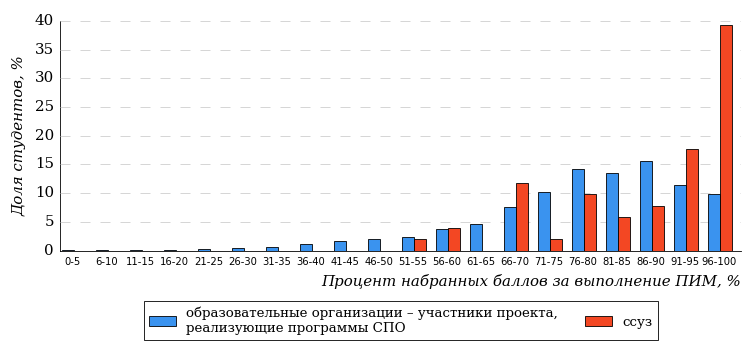 Доля студентов, %
40
35
30
25
20
15
10
5
0
0-5 6-10 11-15 16-20 21-25 26-30 31-35 36-40 41-45 46-50 51-55 56-60 61-65 66-70 71-75 76-80 81-85 86-90 91-95 96-100
Процент набранных баллов за выполнение ПИМ, %
образовательные организации – участники проекта,
реализующие программы СПО
ссуз